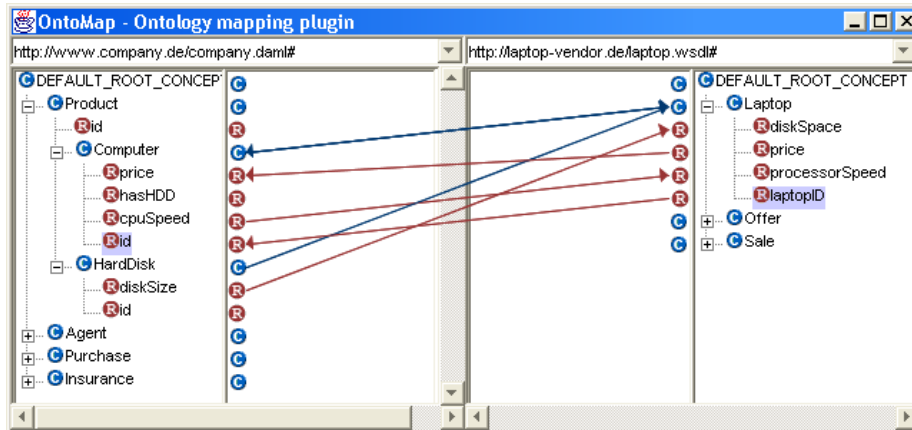 OntoMap - Ontology mapping plugin
http://www.company.de/company.daml#
http://laptop-vendor.de/laptop.wsdl#
C DEFAULT_ROOT_CONCEP
C Product
R id
C Computer
R price
R hasHDD
R cpuSpeed
R id
C HardDisk
R diskSize
R id
C Agent
C Purchase
C Insurance
C
C
R
C
R
R
R
R
C
R
R
C
C
C
C
C
R
R
R
R
C
C
C DEFAULT_ROOT_CONCEPT
C Laptop
R diskSpace
R price
R processorSpeed
R laptopID
C Offer
C Sale